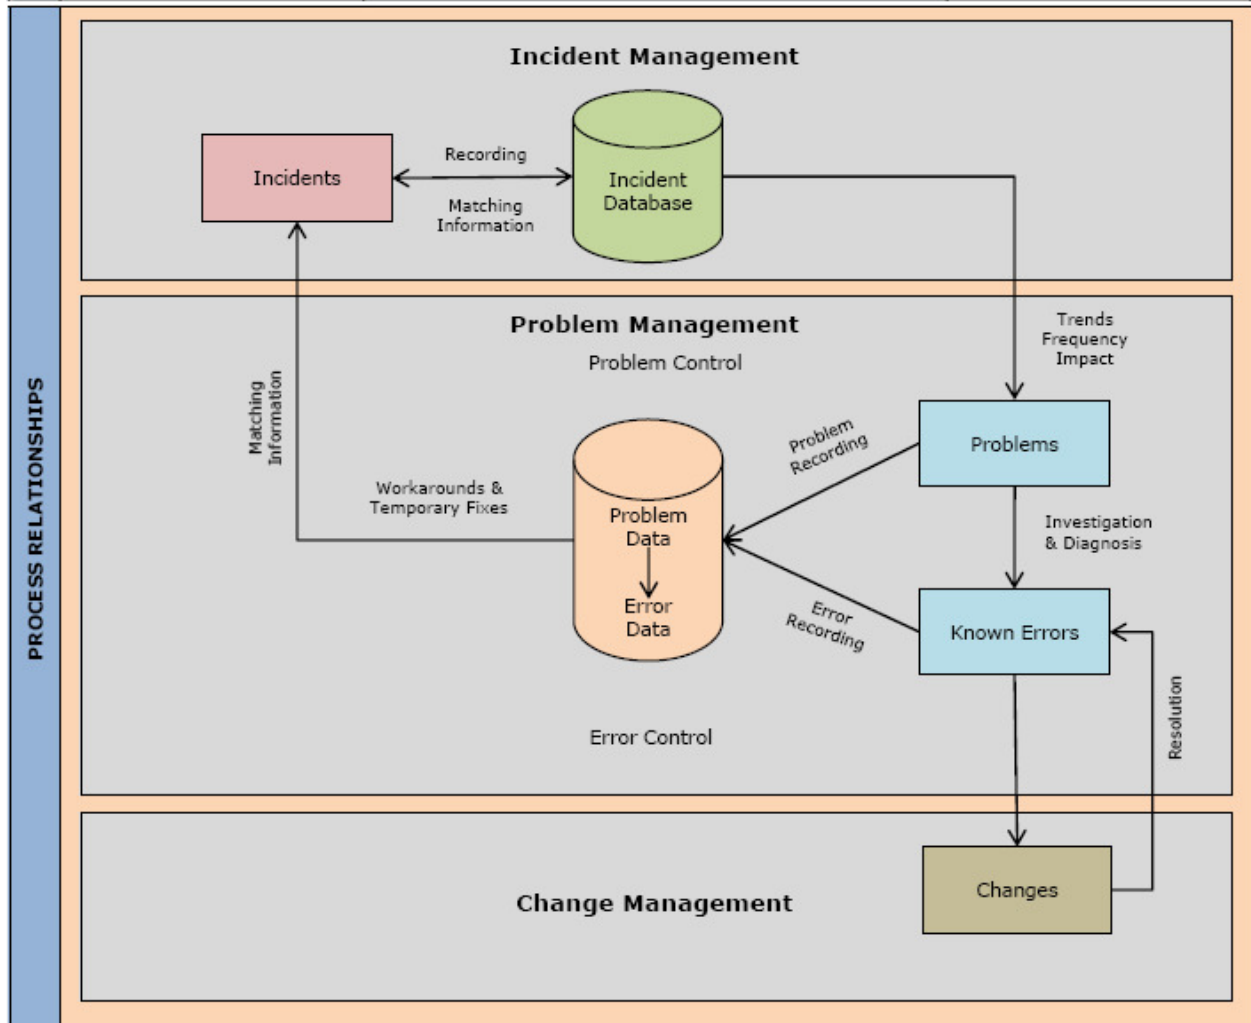 PROCESS RELATIONSHIPS
Incident Management
Incidents
Recording
Matching
Information
Incident
Database
Trends
Frequency
Impact
Problem Management
Problem Control
Matching
Information
Workarounds &
Temporary Fixes
Problem
Data
Error
Data
Problem
Recording
Error
Recording
Problems
Investigation
& Diagnosis
Known Errors
Resolution
Error Control
Change Management
Changes